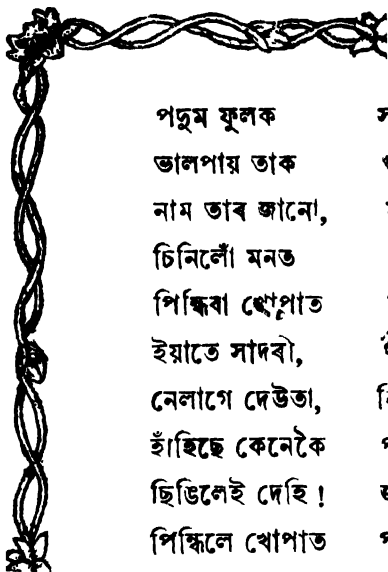 পদুম ফুলক
ভালপায় তাক
নাম তাৰ জানো,
চিনিলোঁ মনত
পিন্ধিবা খোপাত
ইয়াতে সাদৰী,
নেলাগে দেউতা,
হাঁহিছে কেনেকৈ
ছিঙিলেই দেহি !
পিন্ধিলে খোপাত